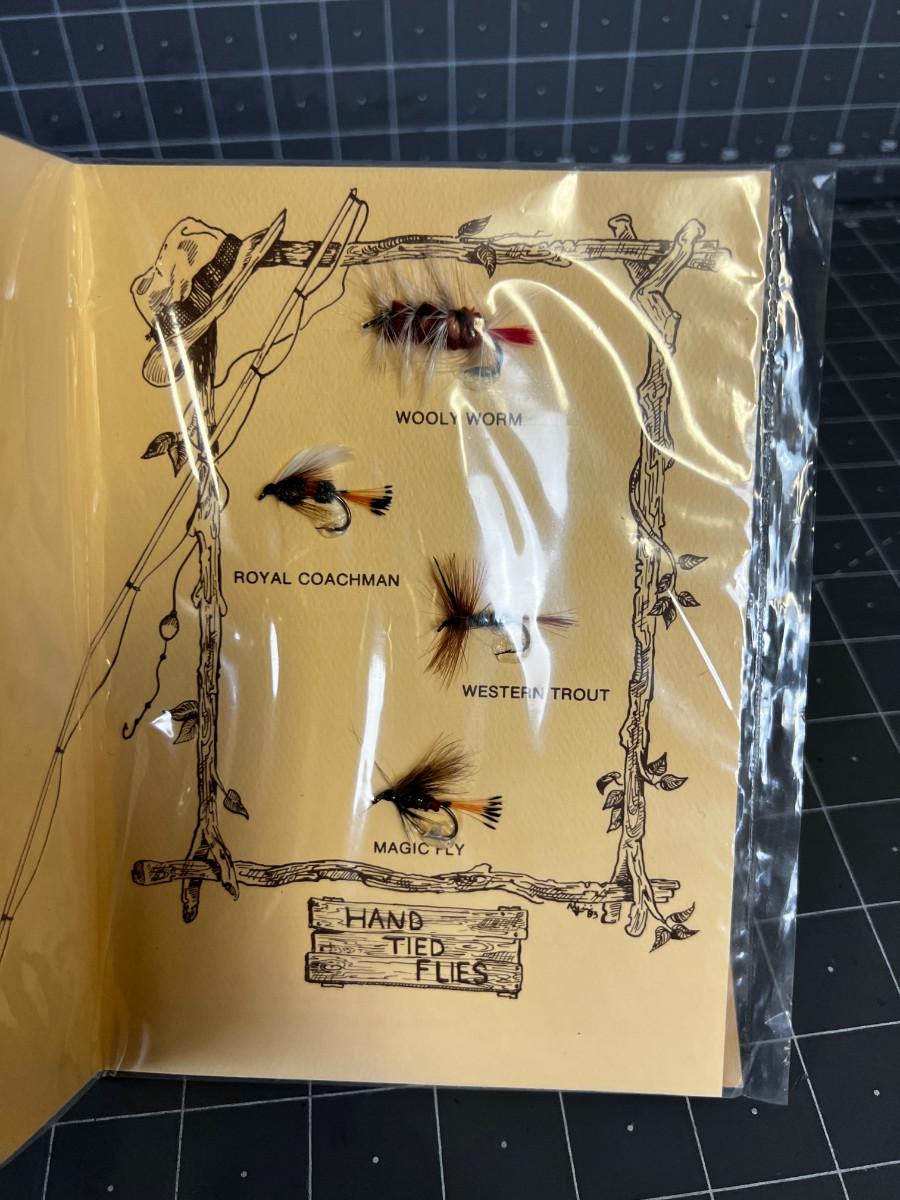 WOOLY WORM
ROYAL COACHMAN
WESTERN TROUT
MAGIC FLY
HAND
TIED
FLIES